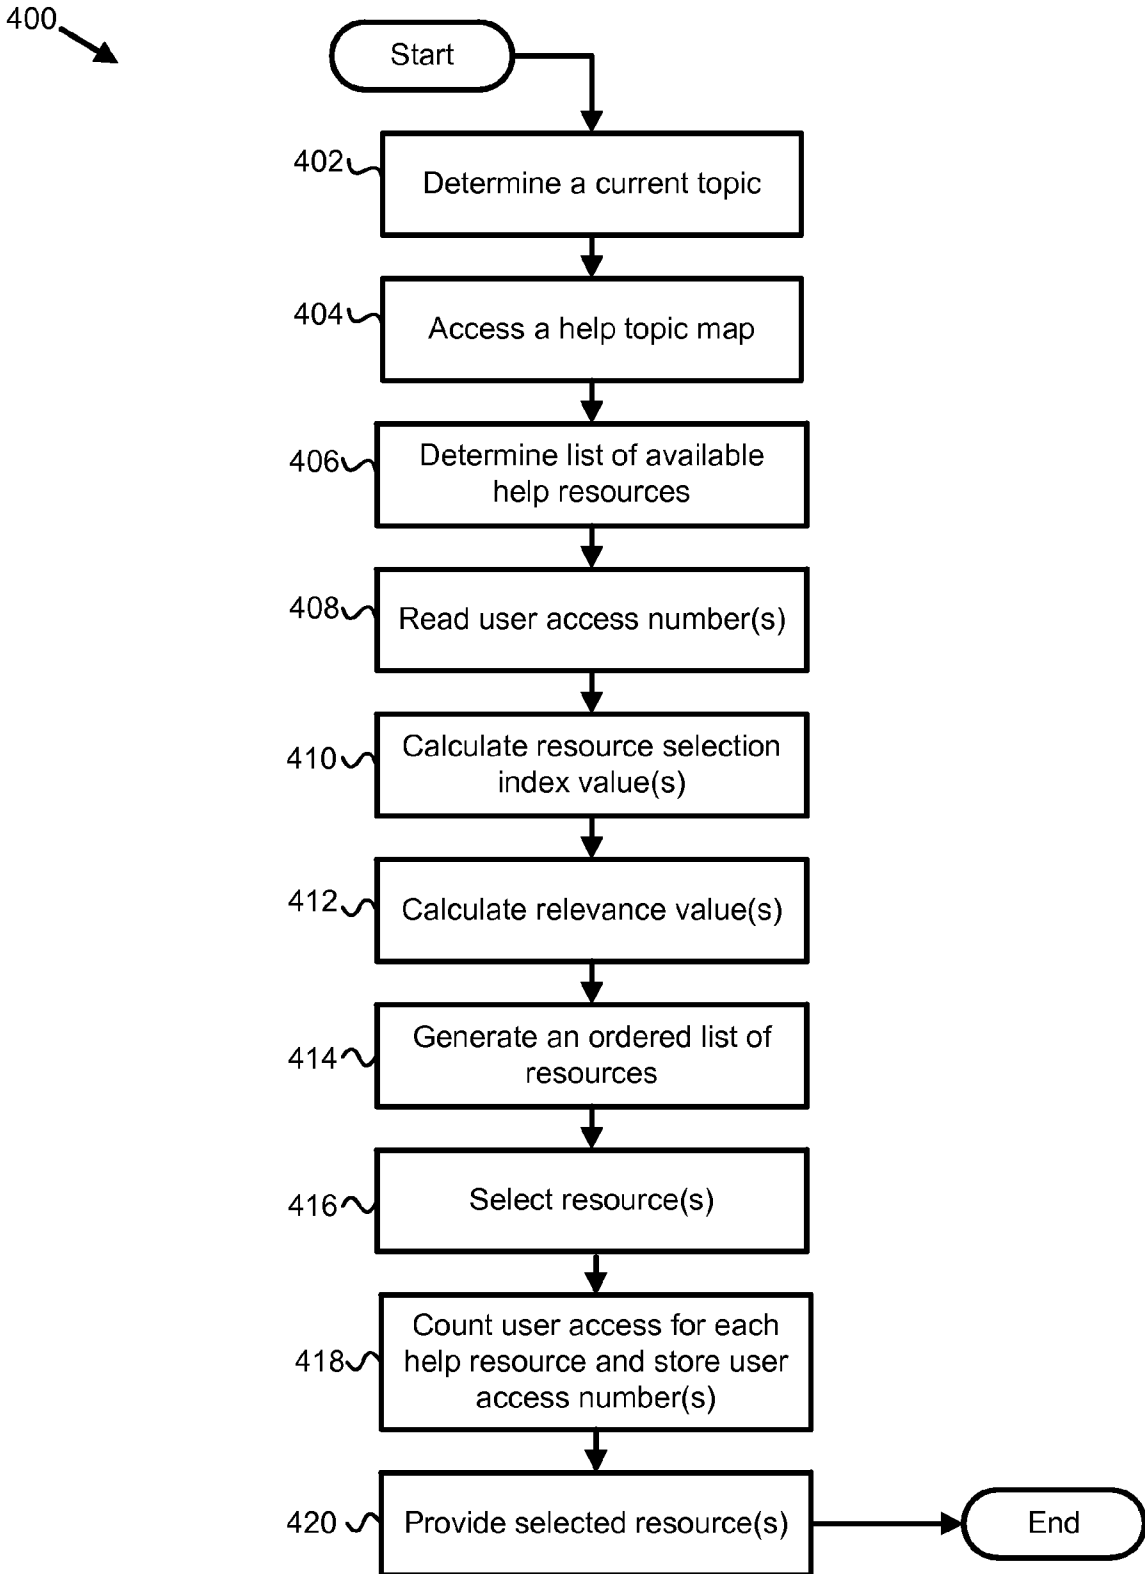 400
Start
402
Determine a current topic
404
Access a help topic map
406
Determine list of available
help resources
408
Read user access number(s)
410
Calculate resource selection
index value(s)
412
Calculate relevance value(s)
414
Generate an ordered list of
resources
416
Select resource(s)
418
Count user access for each
help resource and store user
access number(s)
420
Provide selected resource(s)
End